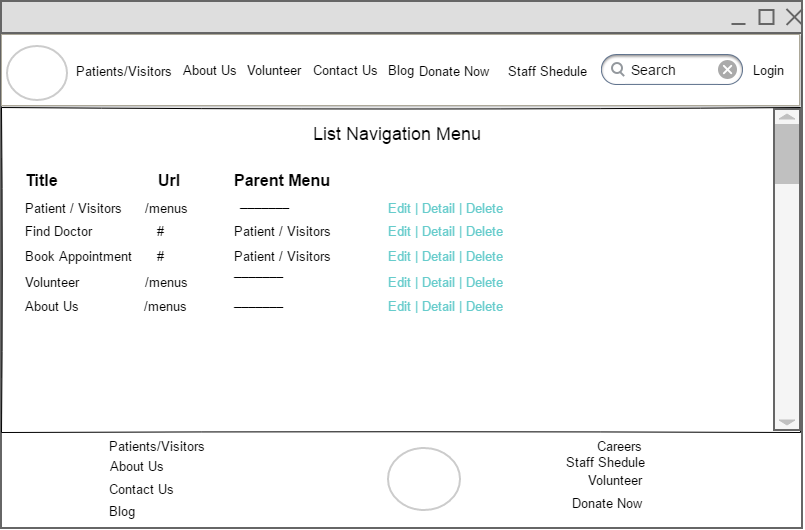 Patients/Visitors About Us Volunteer Contact Us Blog Donate Now Staff Shedule Search Login
List Navigation Menu
Title Url Parent Menu
Patient / Visitors /menus ________ Edit | Detail | Delete
Find Doctor # Patient / Visitors Edit | Detail | Delete
Book Appointment # Patient / Visitors Edit | Detail | Delete
Volunteer /menus ________ Edit | Detail | Delete
About Us /menus ________ Edit | Detail | Delete
Patients/Visitors
About Us
Contact Us
Blog
Careers
Staff Shedule
Volunteer
Donate Now